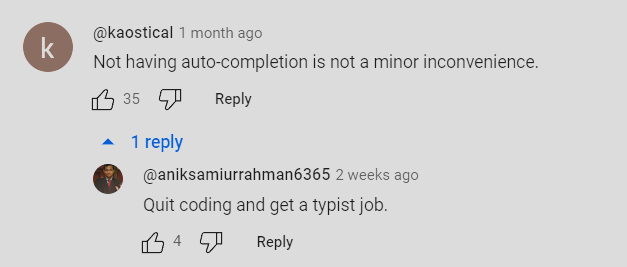 k
@kaostical 1 month ago
Not having auto-completion is not a minor inconvenience.
35 Reply
1 reply
@aniksamiurrahman6365 2 weeks ago
Quit coding and get a typist job.
4 Reply